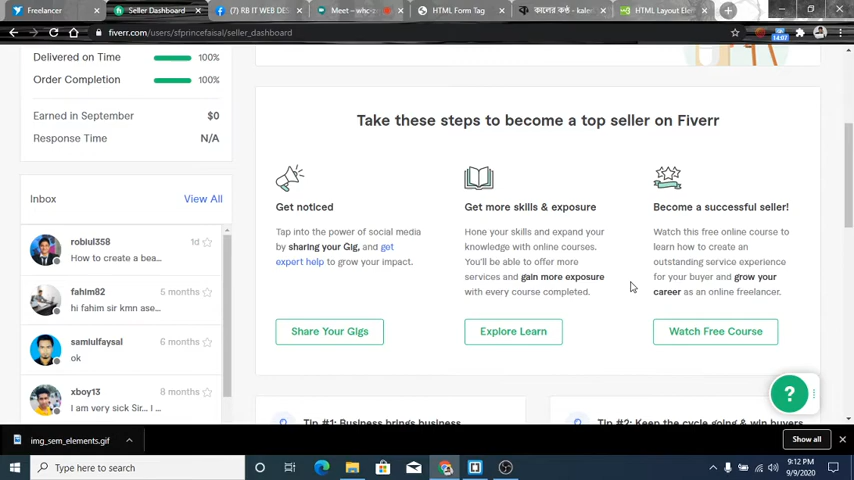 Freelancer
Seller Dashboard
(7) RB IT WEB DES
Meet – who-z
HTML Form Tag
কালের কণ্ঠ - kale
HTML Layout Ele
fiverr.com/users/sfprincefaisal/seller_dashboard
14:07
Delivered on Time 100%
Order Completion 100%
Earned in September $0
Response Time N/A
Inbox View All
robiul358 1d
How to create a bea...
fahim82 5 months
hi fahim sir kmn ase...
samiulfaysal 6 months
ok
xboy13 8 months
I am very sick Sir... I ...
Take these steps to become a top seller on Fiverr
Get noticed
Tap into the power of social media
by sharing your Gig, and get
expert help to grow your impact.
Share Your Gigs
Get more skills & exposure
Hone your skills and expand your
knowledge with online courses.
You'll be able to offer more
services and gain more exposure
with every course completed.
Explore Learn
Become a successful seller!
Watch this free online course to
learn how to create an
outstanding service experience
for your buyer and grow your
career as an online freelancer.
Watch Free Course
?
Tip #1: Business brings business
Tip #2: Keep the cycle going & win buyers
img_sem_elements.gif
Show all
Type here to search
9:12 PM
9/9/2020